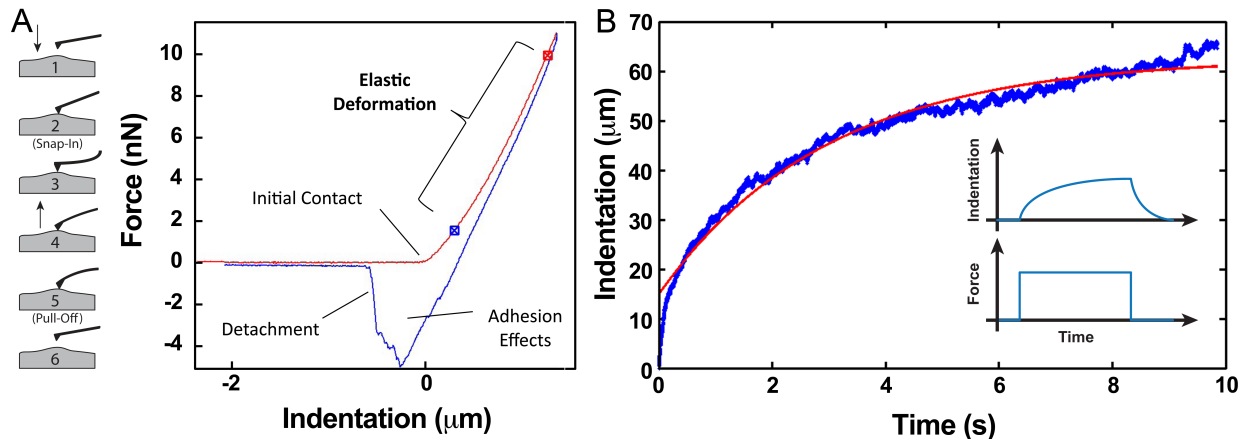 A
1
2
(Snap-In)
3
4
5
(Pull-Off)
6
Force (nN)
10
8
6
4
2
0
-2
-4
Elastic
Deformation
Initial Contact
Detachment
Adhesion
Effects
-2
0
Indentation (μm)
B
Indentation (μm)
70
60
50
40
30
20
10
0
0
2
4
6
8
10
Time (s)
Indentation
Force
Time